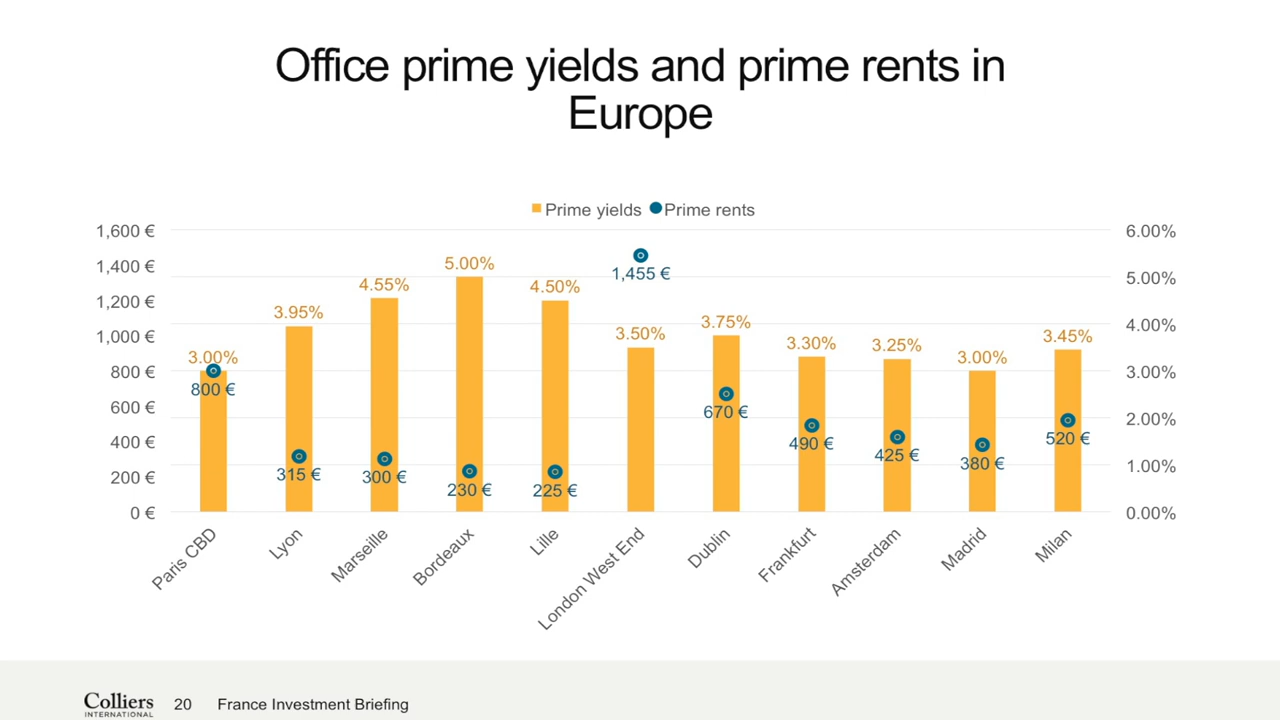 Office prime yields and prime rents in
Europe
Prime yields Prime rents
1,600 €
1,400 €
1,200 €
1,000 €
800 €
600 €
400 €
200 €
0 €
6.00%
5.00%
4.00%
3.00%
2.00%
1.00%
0.00%
3.00%
3.95%
4.55%
5.00%
4.50%
3.50%
3.75%
3.30%
3.25%
3.00%
3.45%
800 €
315 €
300 €
230 €
225 €
1,455 €
670 €
490 €
425 €
380 €
520 €
Paris CBD
Lyon
Marseille
Bordeaux
Lille
London West End
Dublin
Frankfurt
Amsterdam
Madrid
Milan
Colliers
INTERNATIONAL
20
France Investment Briefing